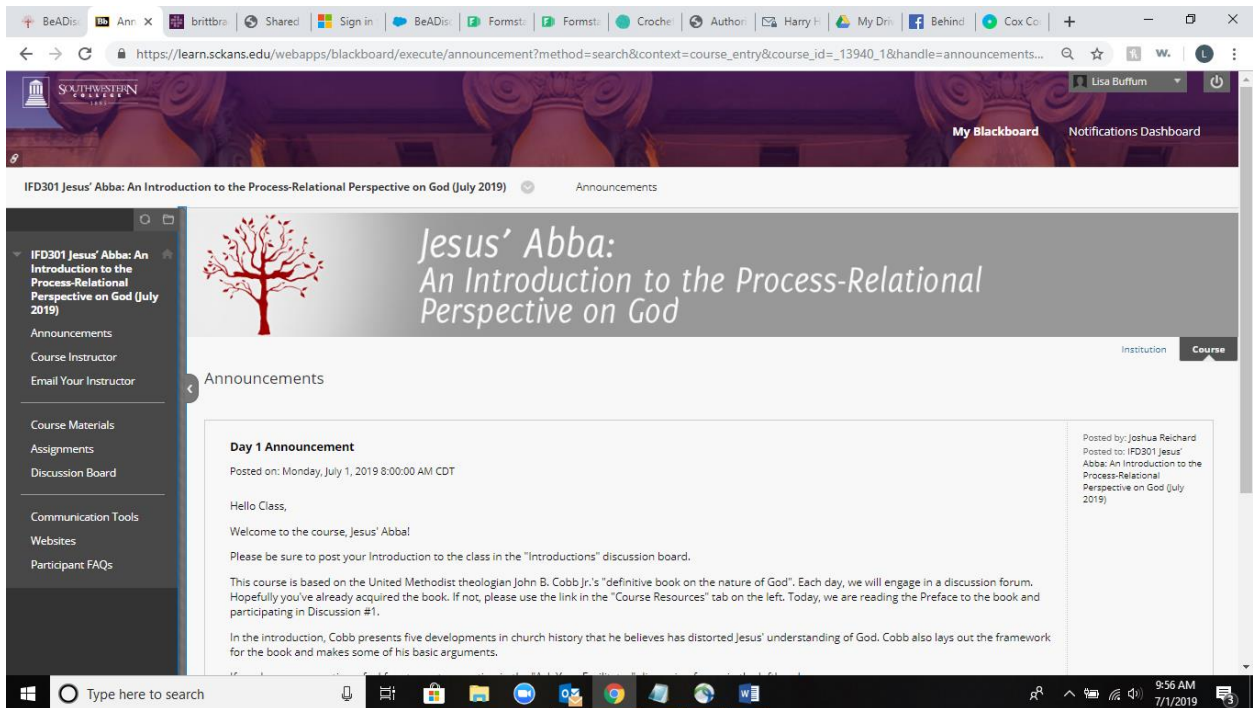 BeADis
Bb Ann
brittbra
Shared
Sign in
BeADisc
Formsta
Formsta
Crochet
Author
Harry H
My Driv
Behind
Cox Co
https://learn.sckans.edu/webapps/blackboard/execute/announcement?method=search&context=course_entry&course_id=_13940_1&handle=announcements...
W.
L
SOUTHWESTERN
COLLEGE
1885
Lisa Buffum
My Blackboard
Notifications Dashboard
IFD301 Jesus' Abba: An Introduction to the Process-Relational Perspective on God (July 2019)
Announcements
IFD301 Jesus' Abba: An
Introduction to the
Process-Relational
Perspective on God (July
2019)
Announcements
Course Instructor
Email Your Instructor
Course Materials
Assignments
Discussion Board
Communication Tools
Websites
Participant FAQs
Jesus' Abba:
An Introduction to the Process-Relational
Perspective on God
Institution
Course
Announcements
Day 1 Announcement
Posted on: Monday, July 1, 2019 8:00:00 AM CDT
Hello Class,
Welcome to the course, Jesus' Abba!
Please be sure to post your Introduction to the class in the "Introductions" discussion board.
This course is based on the United Methodist theologian John B. Cobb Jr.'s "definitive book on the nature of God". Each day, we will engage in a discussion forum.
Hopefully you've already acquired the book. If not, please use the link in the "Course Resources" tab on the left. Today, we are reading the Preface to the book and
participating in Discussion #1.
In the introduction, Cobb presents five developments in church history that he believes has distorted Jesus' understanding of God. Cobb also lays out the framework
for the book and makes some of his basic arguments.
Posted by: Joshua Reichard
Posted to: IFD301 Jesus'
Abba: An Introduction to the
Process-Relational
Perspective on God (July
2019)
Type here to search
9:56 AM
7/1/2019
3